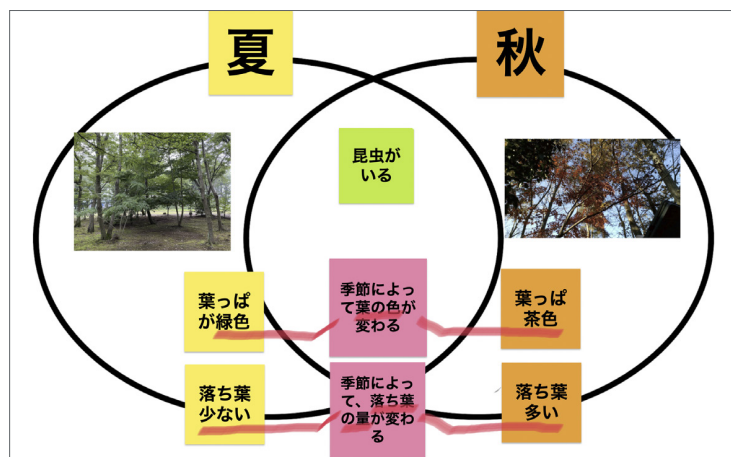 夏
秋
昆虫が
いる
葉っぱ
が緑色
季節によっ
て葉の色が
変わる
葉っぱ
茶色
落ち葉
少ない
季節によっ
て、落ち葉
の量が変わ
る
落ち葉
多い